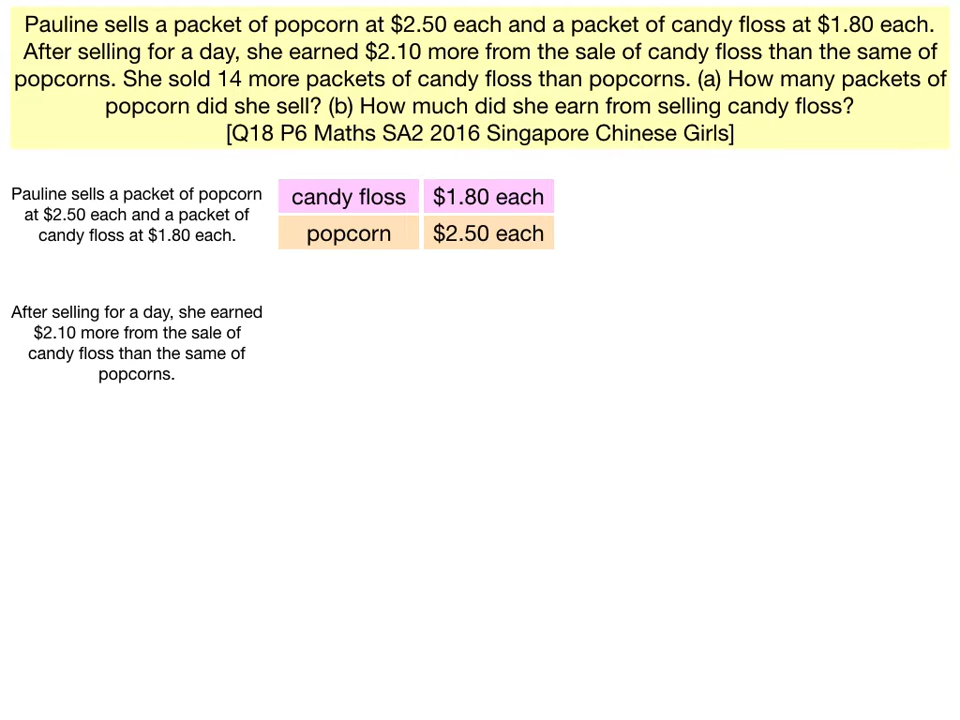 Pauline sells a packet of popcorn at $2.50 each and a packet of candy floss at $1.80 each.
After selling for a day, she earned $2.10 more from the sale of candy floss than the same of
popcorns. She sold 14 more packets of candy floss than popcorns. (a) How many packets of
popcorn did she sell? (b) How much did she earn from selling candy floss?
[Q18 P6 Maths SA2 2016 Singapore Chinese Girls]
Pauline sells a packet of popcorn
at $2.50 each and a packet of
candy floss at $1.80 each.
candy floss $1.80 each
popcorn $2.50 each
After selling for a day, she earned
$2.10 more from the sale of
candy floss than the same of
popcorns.